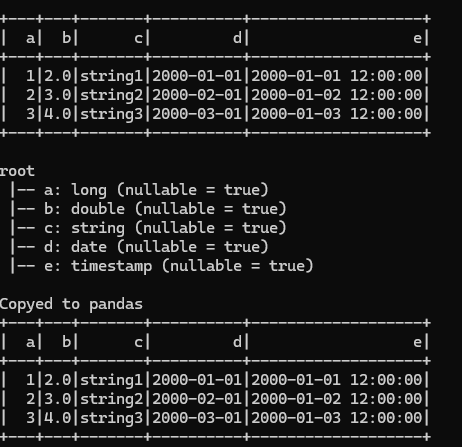 +---+---+-------+----------+-------------------+
|  a|  b|      c|         d|                  e|
+---+---+-------+----------+-------------------+
|  1|2.0|string1|2000-01-01|2000-01-01 12:00:00|
|  2|3.0|string2|2000-02-01|2000-01-02 12:00:00|
|  3|4.0|string3|2000-03-01|2000-01-03 12:00:00|
+---+---+-------+----------+-------------------+

root
 |-- a: long (nullable = true)
 |-- b: double (nullable = true)
 |-- c: string (nullable = true)
 |-- d: date (nullable = true)
 |-- e: timestamp (nullable = true)

Copyed to pandas
+---+---+-------+----------+-------------------+
|  a|  b|      c|         d|                  e|
+---+---+-------+----------+-------------------+
|  1|2.0|string1|2000-01-01|2000-01-01 12:00:00|
|  2|3.0|string2|2000-02-01|2000-01-02 12:00:00|
|  3|4.0|string3|2000-03-01|2000-01-03 12:00:00|
+---+---+-------+----------+-------------------+